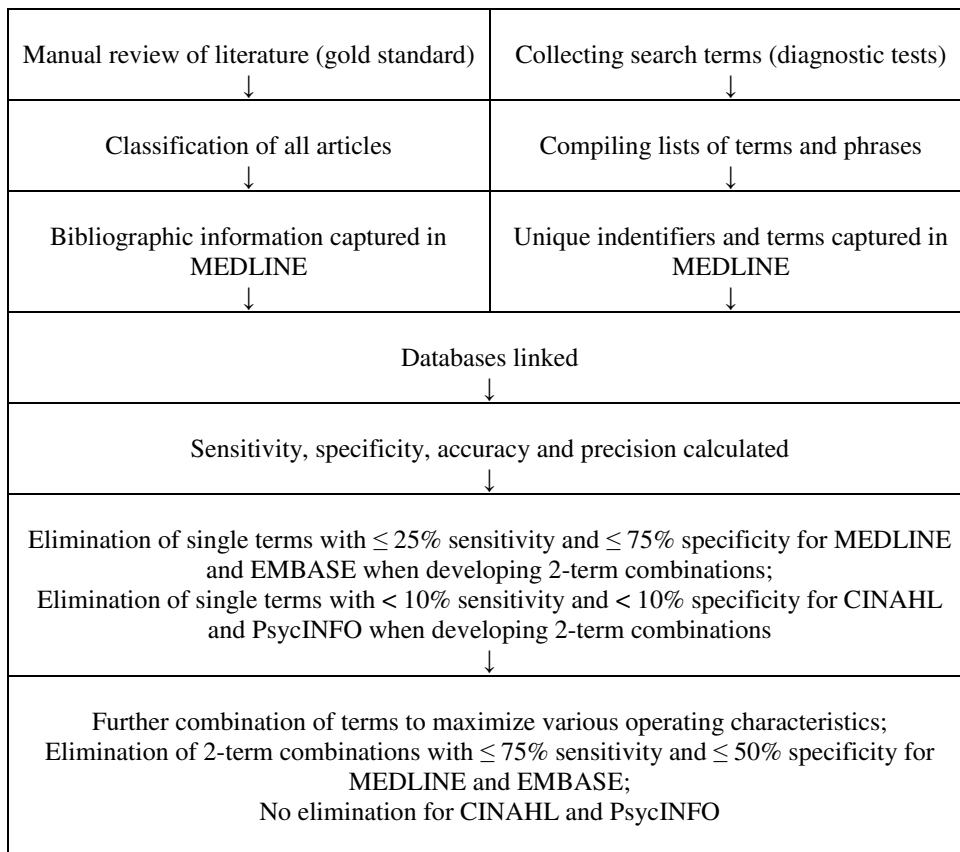 Manual review of literature (gold standard)
↓
Collecting search terms (diagnostic tests)
↓
Classification of all articles
↓
Compiling lists of terms and phrases
↓
Bibliographic information captured in
MEDLINE
↓
Unique indentifiers and terms captured in
MEDLINE
↓
Databases linked
↓
Sensitivity, specificity, accuracy and precision calculated
↓
Elimination of single terms with ≤ 25% sensitivity and ≤ 75% specificity for MEDLINE
and EMBASE when developing 2-term combinations;
Elimination of single terms with < 10% sensitivity and < 10% specificity for CINAHL
and PsycINFO when developing 2-term combinations
↓
Further combination of terms to maximize various operating characteristics;
Elimination of 2-term combinations with ≤ 75% sensitivity and ≤ 50% specificity for
MEDLINE and EMBASE;
No elimination for CINAHL and PsycINFO